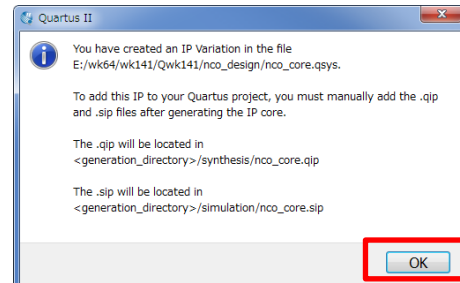 Quartus II
You have created an IP Variation in the file
E:/wk64/wk141/Qwk141/nco_design/nco_core.qsys.
To add this IP to your Quartus project, you must manually add the .qip
and .sip files after generating the IP core.
The .qip will be located in
<generation_directory>/synthesis/nco_core.qip
The .sip will be located in
<generation_directory>/simulation/nco_core.sip
OK